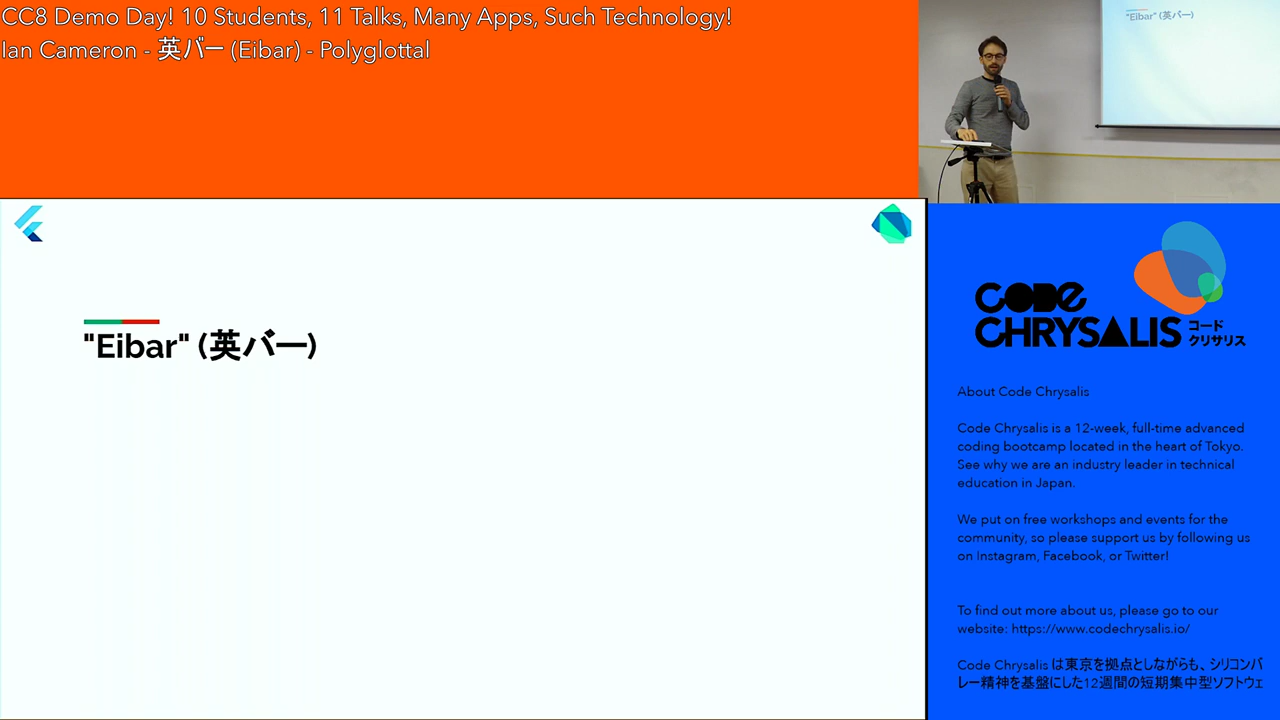 CC8 Demo Day! 10 Students, 11 Talks, Many Apps, Such Technology!
Ian Cameron - 英バー (Eibar) - Polyglottal
"Eibar" (英バー)
"Eibar" (英バー)
CODE
CHRYSALIS コード
クリサリス
About Code Chrysalis
Code Chrysalis is a 12-week, full-time advanced
coding bootcamp located in the heart of Tokyo.
See why we are an industry leader in technical
education in Japan.
We put on free workshops and events for the
community, so please support us by following us
on Instagram, Facebook, or Twitter!
To find out more about us, please go to our
website: https://www.codechrysalis.io/
Code Chrysalis は東京を拠点としながらも、シリコンバ
レー精神を基盤にした12週間の短期集中型ソフトウェ